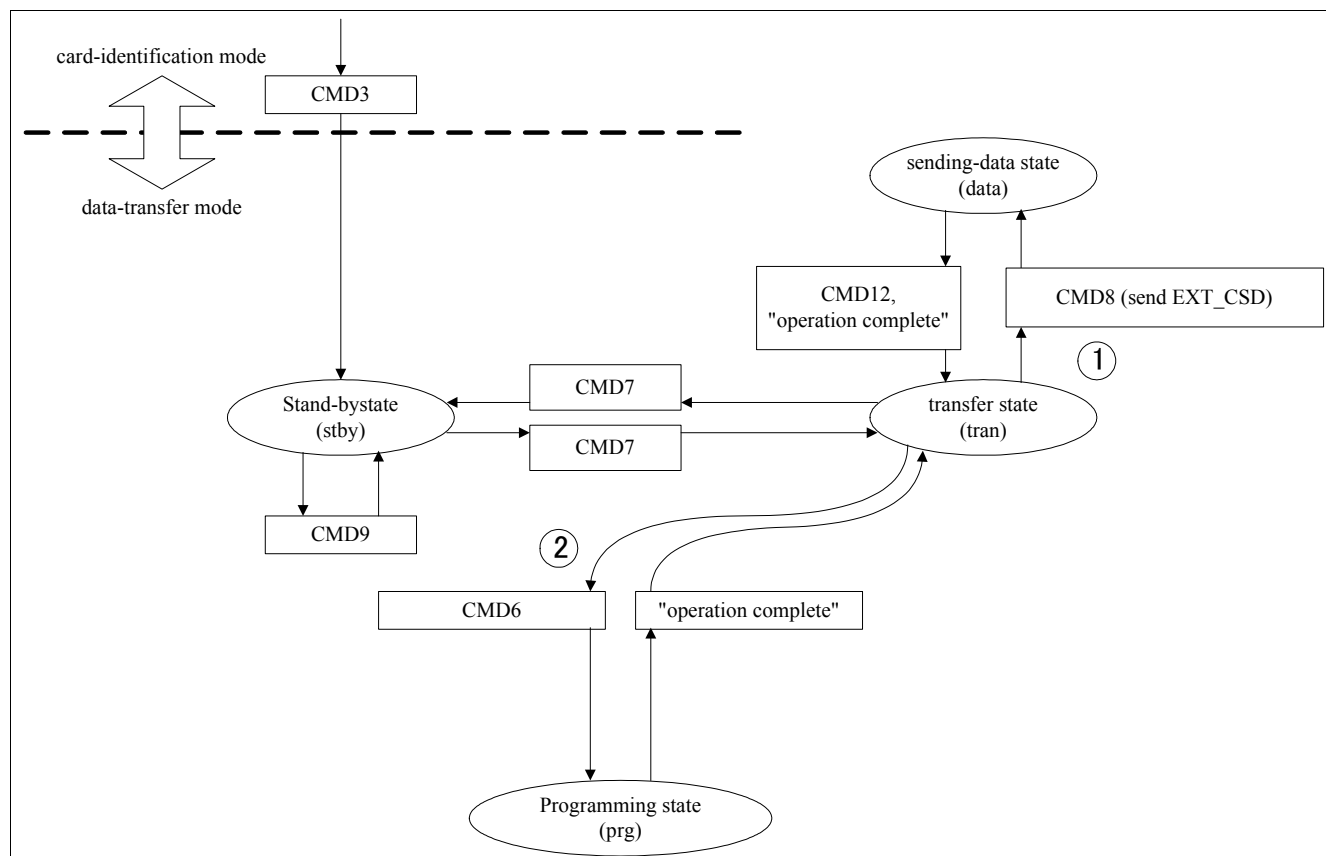 card-identification mode
CMD3
data-transfer mode
sending-data state
(data)
CMD12,
"operation complete"
CMD8 (send EXT_CSD)
1
CMD7
Stand-bystate
(stby)
transfer state
(tran)
CMD7
CMD9
2
CMD6
"operation complete"
Programming state
(prg)